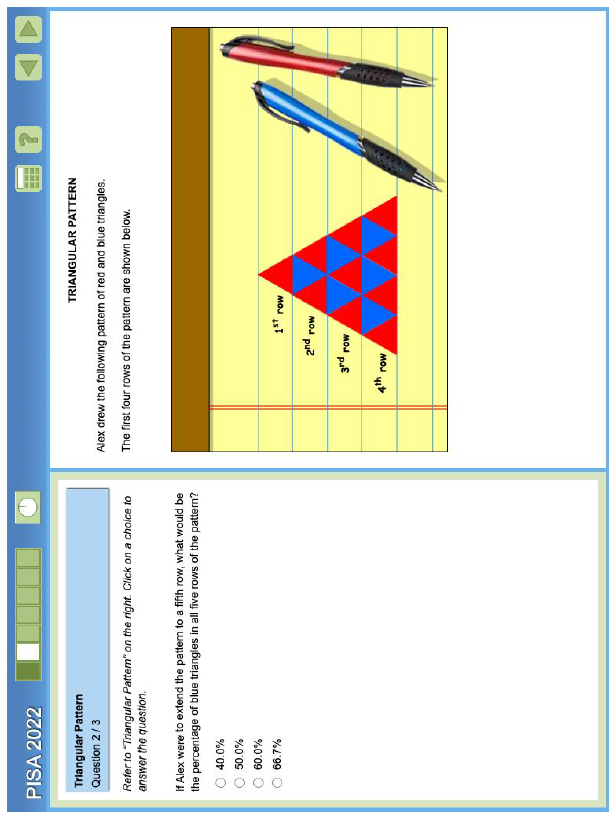 PISA 2022
Triangular Pattern
Question 2 / 3
Refer to "Triangular Pattern" on the right. Click on a choice to
answer the question.
If Alex were to extend the pattern to a fifth row, what would be
the percentage of blue triangles in all five rows of the pattern?
40.0%
50.0%
60.0%
66.7%
?
TRIANGULAR PATTERN
Alex drew the following pattern of red and blue triangles.
The first four rows of the pattern are shown below.
1st row
2nd row
3rd row
4th row